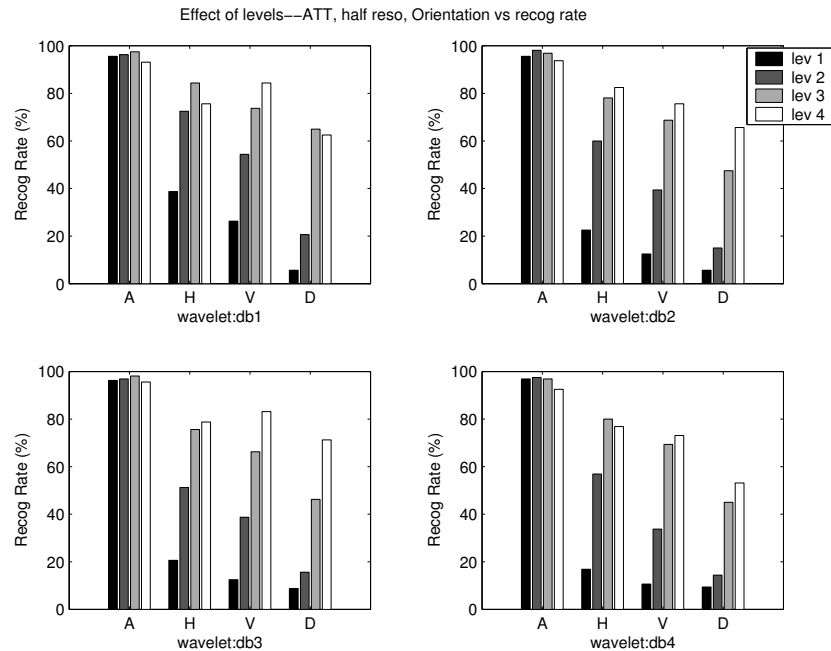 Effect of levels−−ATT, half reso, Orientation vs recog rate
100
80
60
40
20
0
Recog Rate (%)
A H V D
wavelet:db1
100
80
60
40
20
0
Recog Rate (%)
A H V D
wavelet:db2
lev 1
lev 2
lev 3
lev 4
100
80
60
40
20
0
Recog Rate (%)
A H V D
wavelet:db3
100
80
60
40
20
0
Recog Rate (%)
A H V D
wavelet:db4